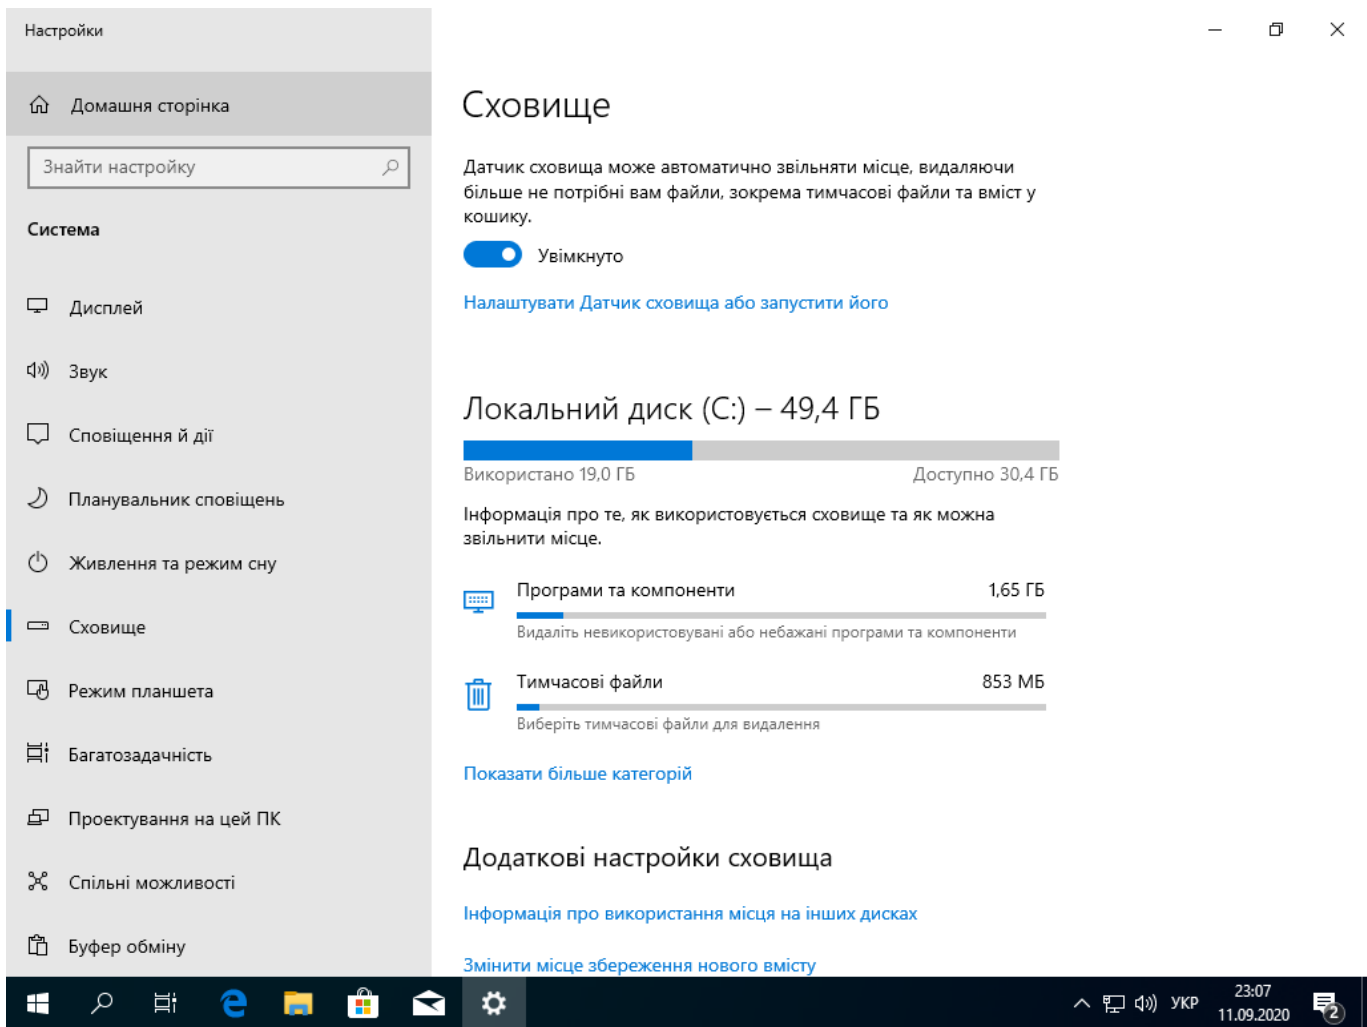 Настройки
Домашня сторінка
Знайти настройку
Система
Дисплей
Звук
Сповіщення й дії
Планувальник сповіщень
Живлення та режим сну
Сховище
Режим планшета
Багатозадачність
Проектування на цей ПК
Спільні можливості
Буфер обміну
Сховище
Датчик сховища може автоматично звільняти місце, видаляючи
більше не потрібні вам файли, зокрема тимчасові файли та вміст у
кошику.
Увімкнуто
Налаштувати Датчик сховища або запустити його
Локальний диск (C:) – 49,4 ГБ
Використано 19,0 ГБ
Доступно 30,4 ГБ
Інформація про те, як використовується сховище та як можна
звільнити місце.
Програми та компоненти
1,65 ГБ
Видаліть невикористовувані або небажані програми та компоненти
Тимчасові файли
853 МБ
Виберіть тимчасові файли для видалення
Показати більше категорій
Додаткові настройки сховища
Інформація про використання місця на інших дисках
Змінити місце збереження нового вмісту
УКР
23:07
11.09.2020
2